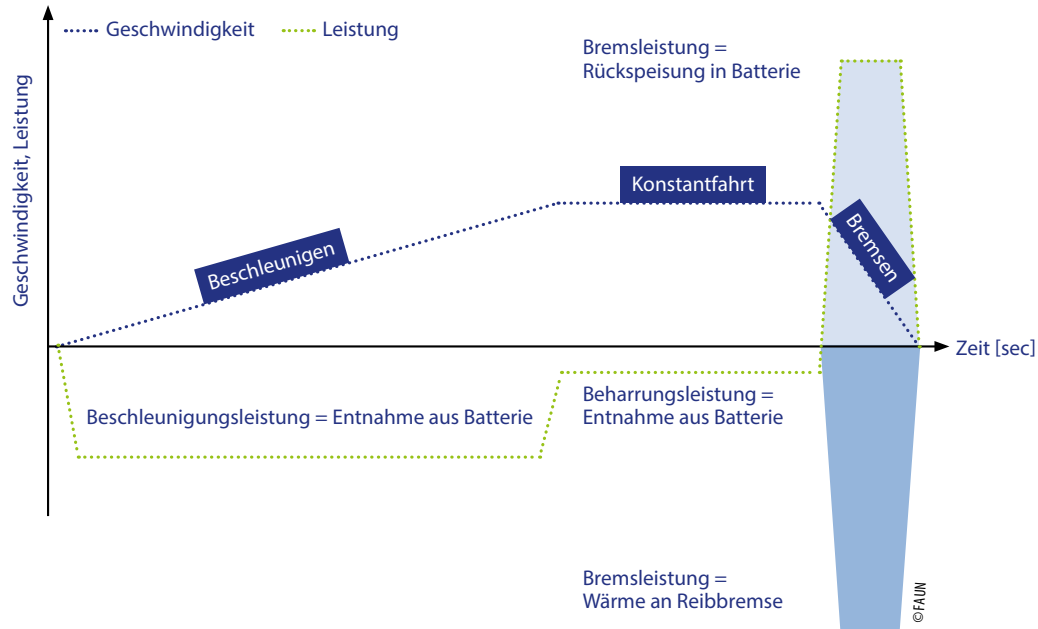 Geschwindigkeit
Leistung
Geschwindigkeit, Leistung
Bremsleistung =
Rückspeisung in Batterie
Beschleunigen
Konstantfahrt
Bremsen
Zeit [sec]
Beschleunigungsleistung = Entnahme aus Batterie
Beharrungsleistung =
Entnahme aus Batterie
Bremsleistung =
Wärme an Reibbremse
©FAUN